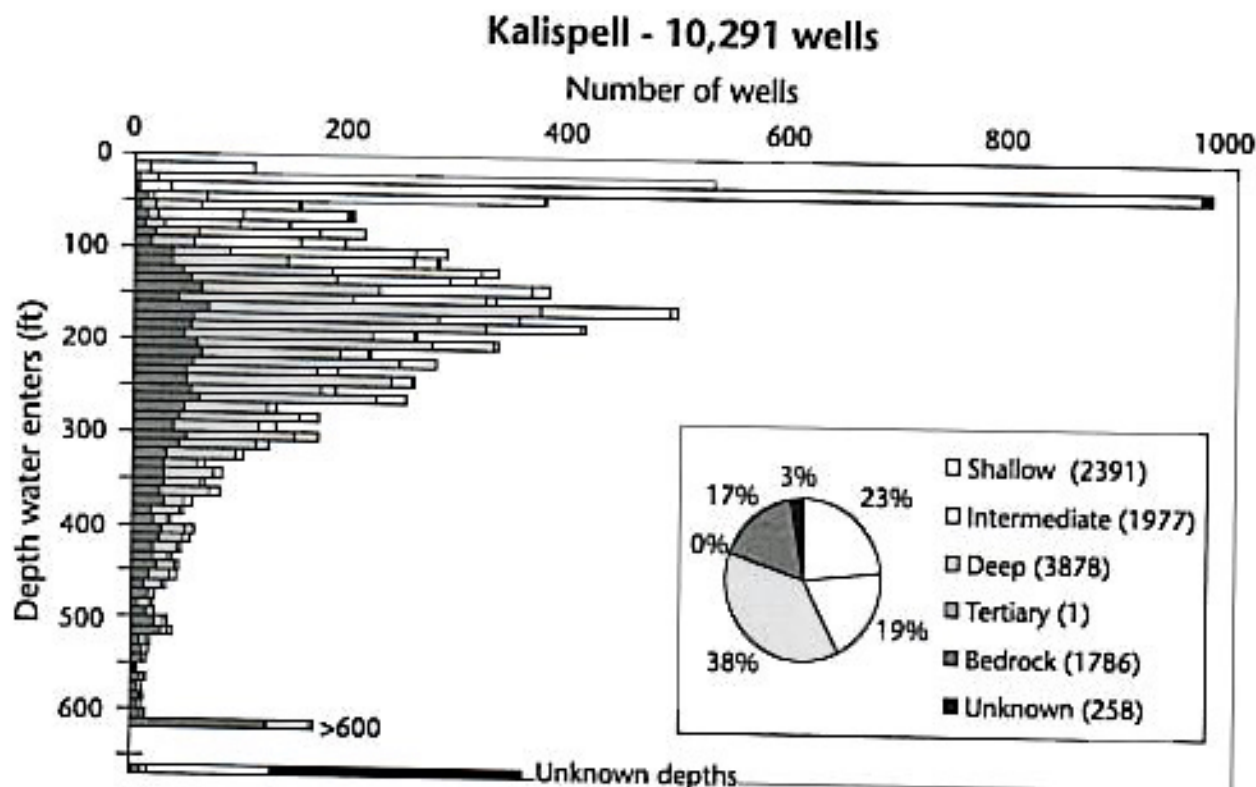 Kalispell - 10,291 wells
Number of wells
0 200 400 600 800 1000
Depth water enters (ft)
0
100
200
300
400
500
600
>600
Unknown depths
17%
3%
23%
0%
19%
38%
Shallow (2391)
Intermediate (1977)
Deep (3878)
Tertiary (1)
Bedrock (1786)
Unknown (258)